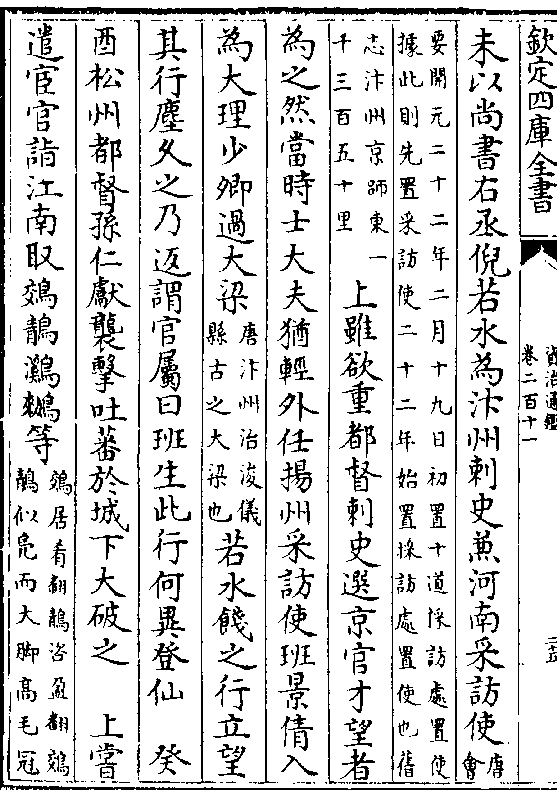 欽定四庫全書
資治通鑑
卷二百十一
未以尚書右丞倪若水為汴州刺史兼河南采訪使唐會
要開元二十二年二月十九日初置十道採訪處置使
據此則先置采訪使二十二年始置採訪處置使也舊
志汴州京師東一
千三百五十里
上雖欲重都督刺史選京官才望者
為之然當時士大夫猶輕外任揚州采訪使班景倩入
為大理少卿過大梁唐汴州治浚儀
縣古之大梁也若水餞之行立望
其行塵久之乃返謂官屬曰班生此行何異登仙 癸
酉松州都督孫仁獻襲擊吐蕃於城下大破之 上嘗
遣宦官詣江南取鵁鶄鸂鶒等鵁居肴翻鶄咨盈翻鵁
鶄似鳧而大脚高毛冠